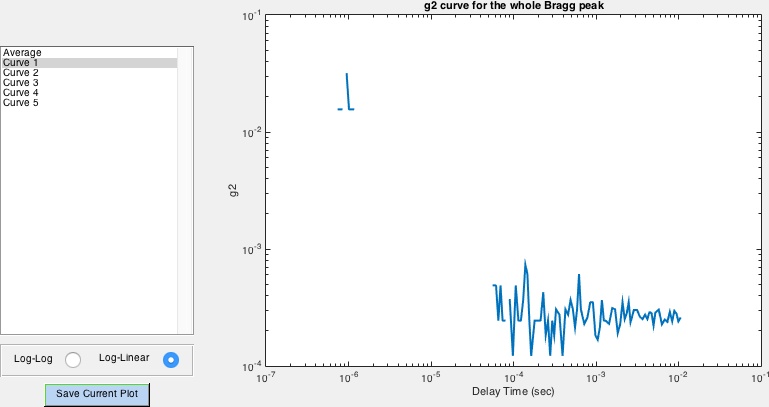 g2 curve for the whole Bragg peak
Average
Curve 1
Curve 2
Curve 3
Curve 4
Curve 5
Log-Log
Log-Linear
Save Current Plot
g2
10^-1
10^-2
10^-3
10^-4
10^-7
10^-6
10^-5
10^-4
10^-3
10^-2
10^-1
Delay Time (sec)